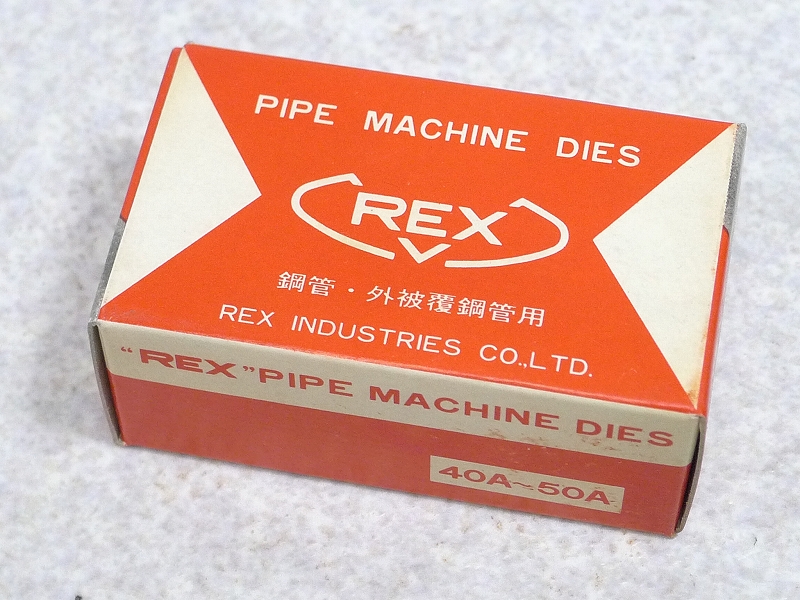 PIPE MACHINE DIES
REX
鋼管・外被覆鋼管用
REX INDUSTRIES CO.,LTD.
“REX” PIPE MACHINE DIES
40A~50A